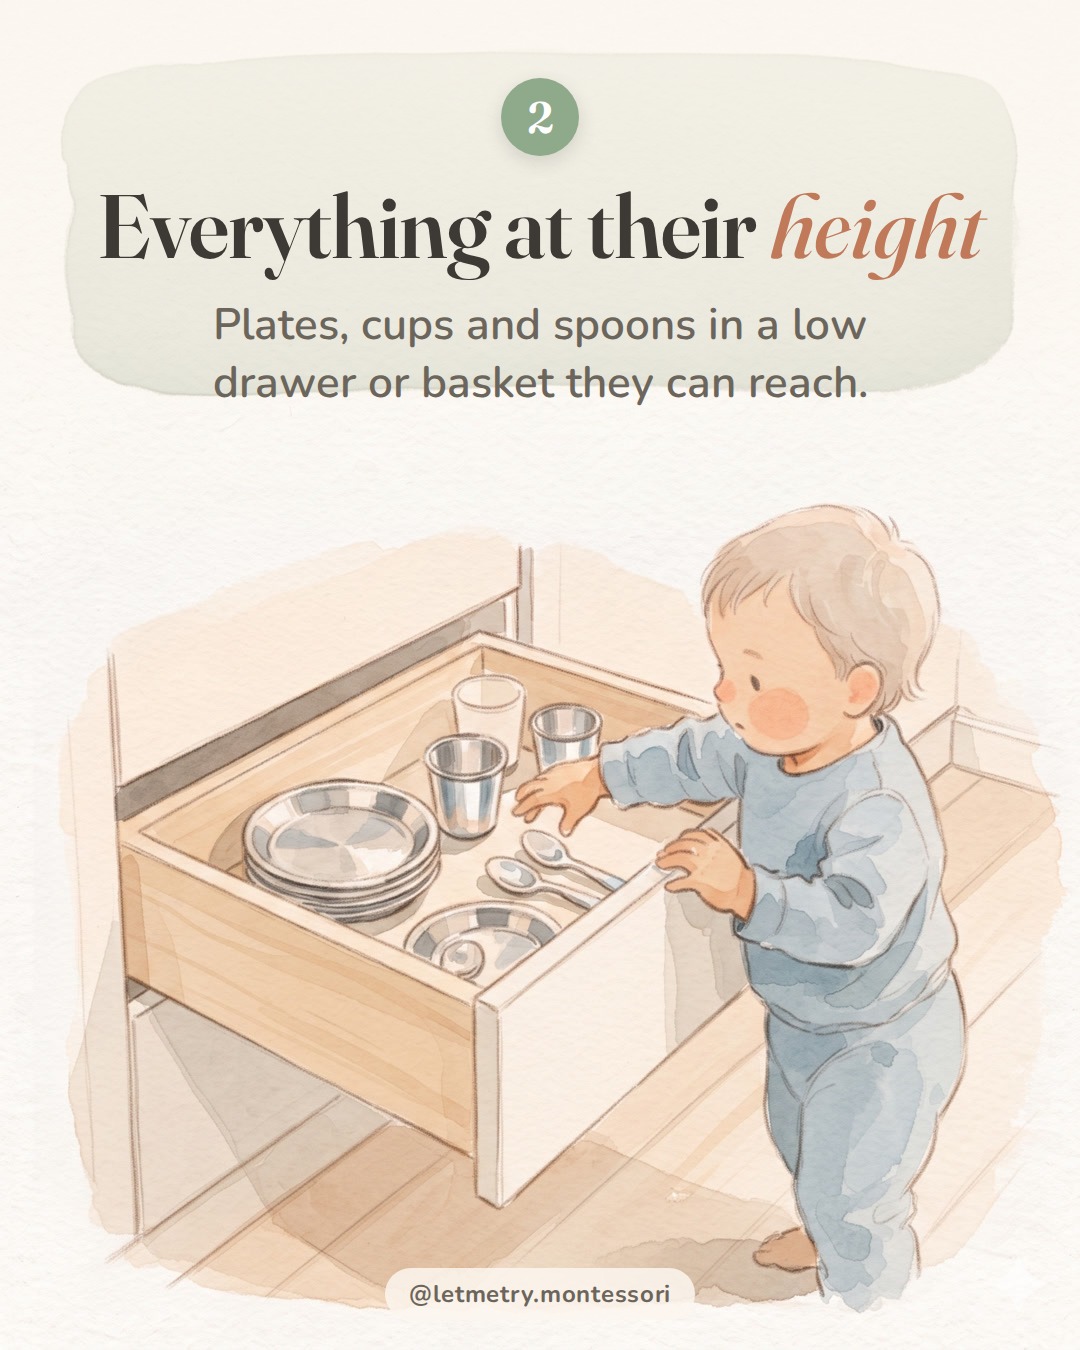 2
Everything at their height
Plates, cups and spoons in a low
drawer or basket they can reach.
@letmetry.montessori